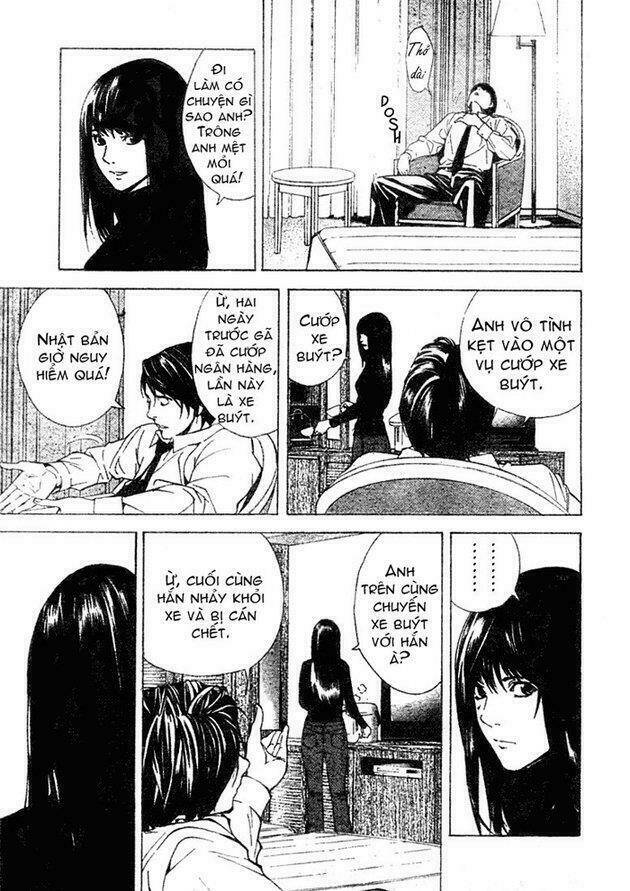 Thở
dài
DOSH
Đi
làm có
chuyện gì
sao anh?
Trông
anh mệt
mỏi
quá!
Anh vô tình
kẹt vào một
vụ cướp xe
buýt.
Cướp
xe
buýt?
Ừ, hai
ngày
trước gã
đã cướp
ngân hàng,
lần này
là xe
buýt.
Nhật bản
giờ nguy
hiểm quá!
........
Anh
trên cùng
chuyến
xe buýt
với hắn
à?
Ừ, cuối cùng
hắn nhảy khỏi
xe và bị cán
chết.